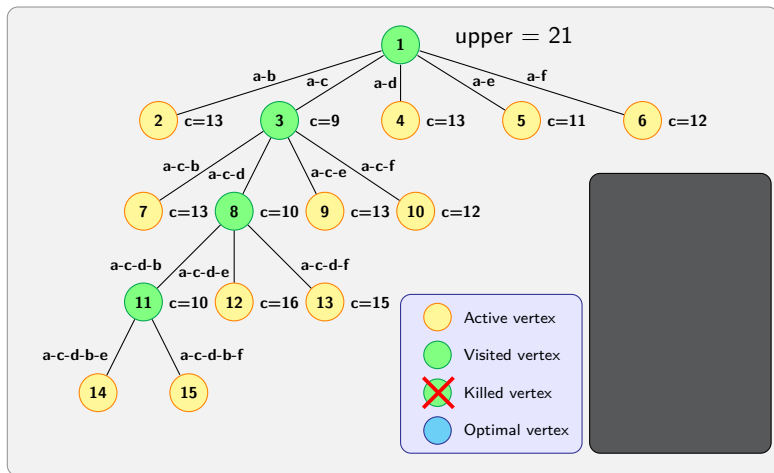 1 upper = 21
a-b a-c a-d a-e a-f
2 c=13 3 c=9 4 c=13 5 c=11 6 c=12
a-c-b a-c-d a-c-e a-c-f
7 c=13 8 c=10 9 c=13 10 c=12
a-c-d-b a-c-d-e a-c-d-f
11 c=10 12 c=16 13 c=15
a-c-d-b-e a-c-d-b-f
14 15
Active vertex
Visited vertex
Killed vertex
Optimal vertex